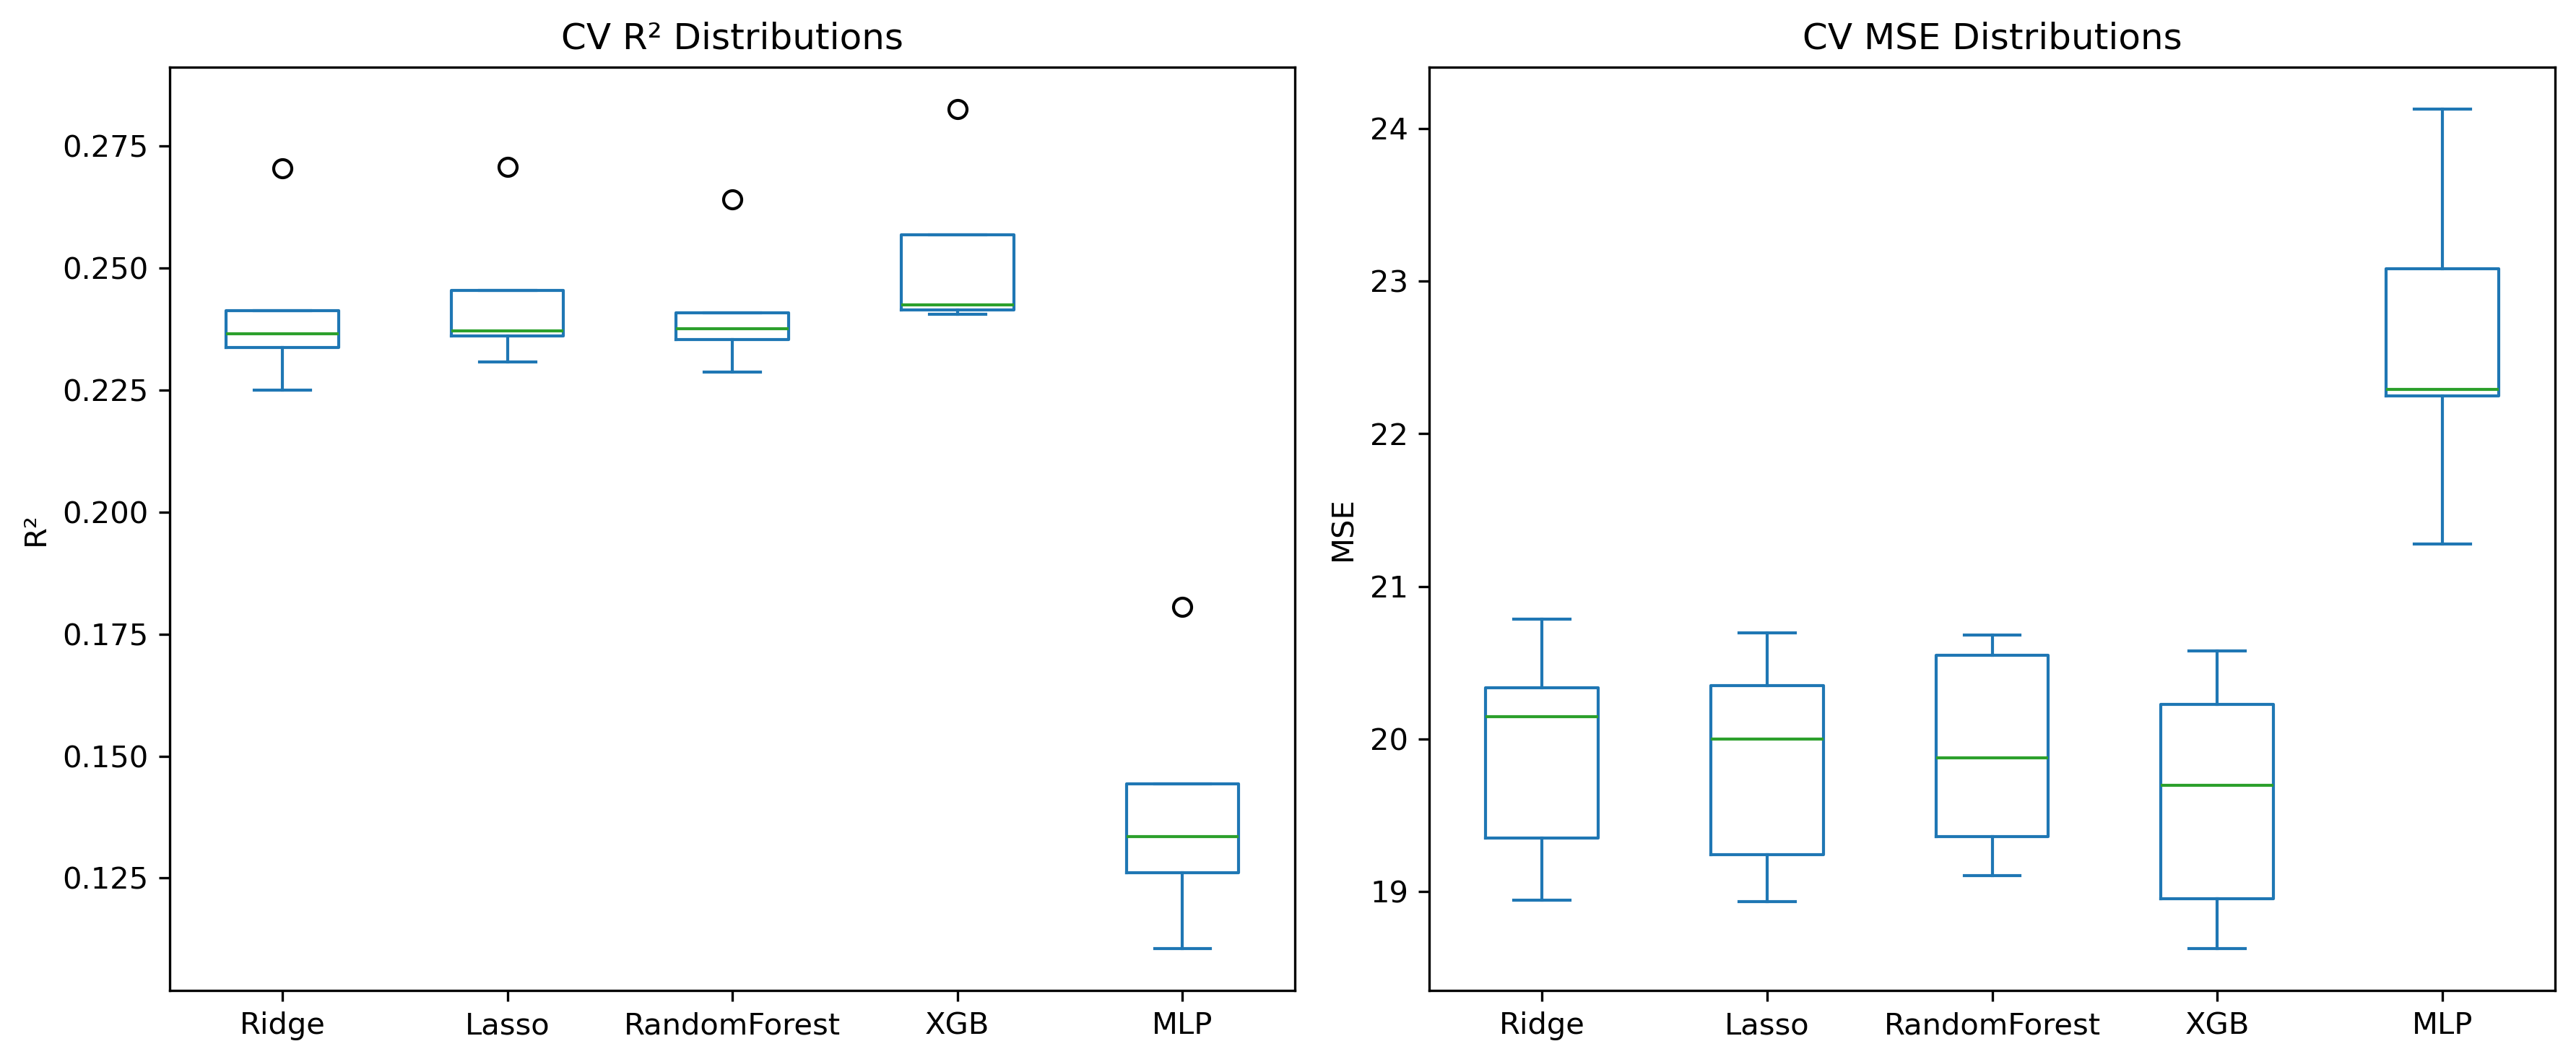 CV R² Distributions
R²
0.275
0.250
0.225
0.200
0.175
0.150
0.125
Ridge Lasso RandomForest XGB MLP
CV MSE Distributions
MSE
24
23
22
21
20
19
Ridge Lasso RandomForest XGB MLP